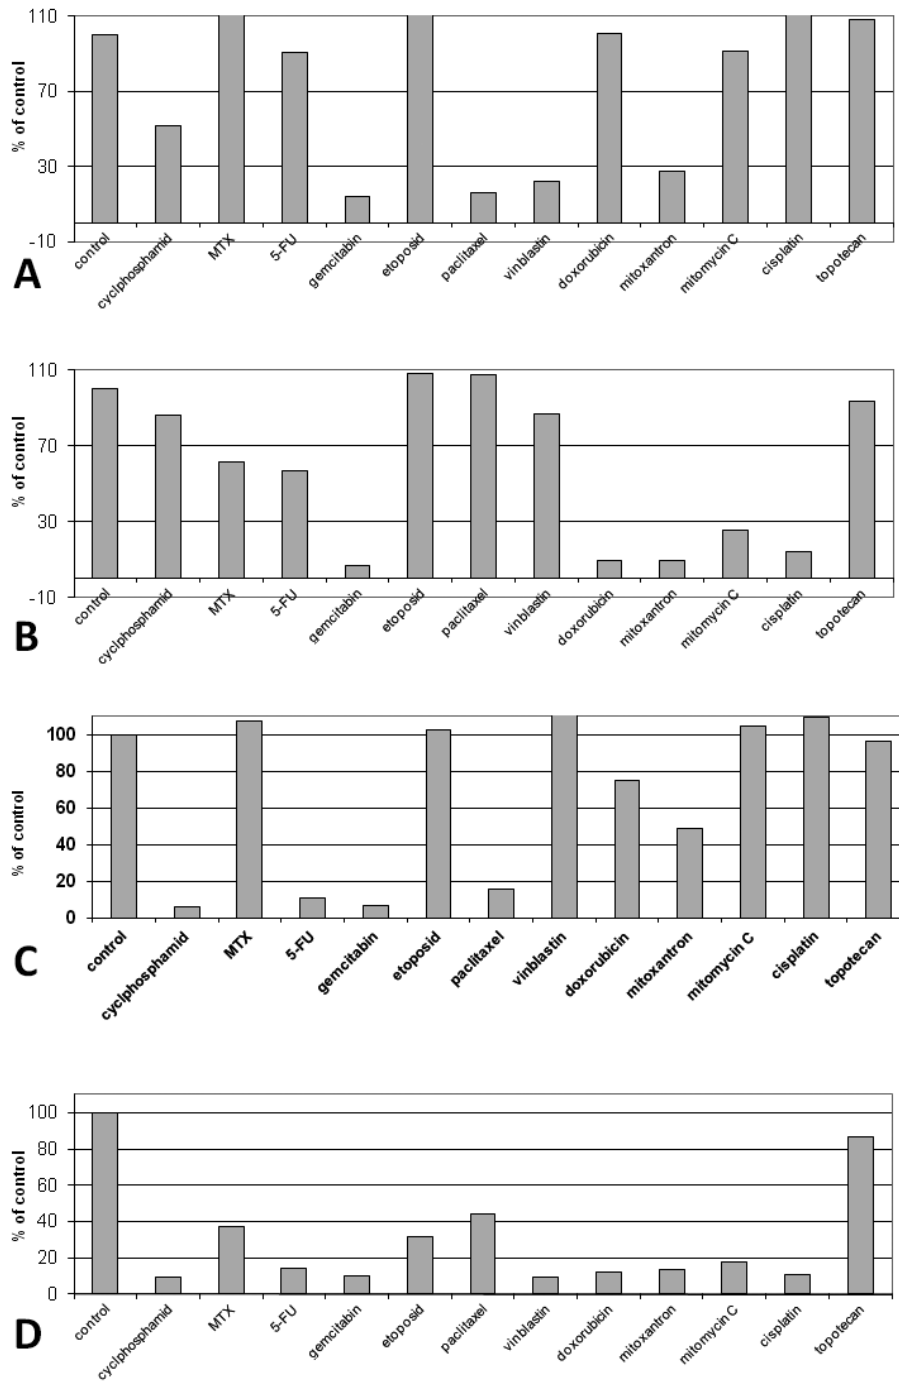 110
70
30
-10
% of control
control
cyclphosphamid
MTX
5-FU
gemcitabin
etoposid
paclitaxel
vinblastin
doxorubicin
mitoxantron
mitomycin C
cisplatin
topotecan
A
110
70
30
-10
% of control
control
cyclphosphamid
MTX
5-FU
gemcitabin
etoposid
paclitaxel
vinblastin
doxorubicin
mitoxantron
mitomycin C
cisplatin
topotecan
B
100
80
60
40
20
0
% of control
control
cyclphosphamid
MTX
5-FU
gemcitabin
etoposid
paclitaxel
vinblastin
doxorubicin
mitoxantron
mitomycin C
cisplatin
topotecan
C
100
80
60
40
20
0
% of control
control
cyclphosphamid
MTX
5-FU
gemcitabin
etoposid
paclitaxel
vinblastin
doxorubicin
mitoxantron
mitomycin C
cisplatin
topotecan
D